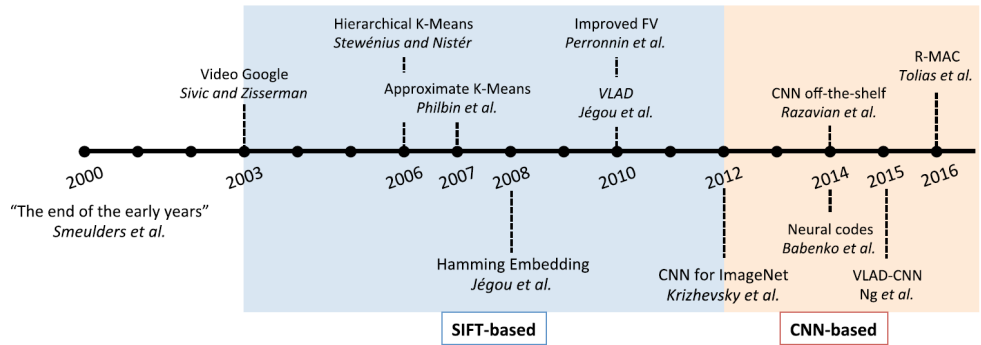 Hierarchical K-Means
Stewénius and Nistér
Improved FV
Perronnin et al.
R-MAC
Tolias et al.
Video Google
Sivic and Zisserman
Approximate K-Means
Philbin et al.
VLAD
Jégou et al.
CNN off-the-shelf
Razavian et al.
2000
2003
2006
2007
2008
2010
2012
2014
2015
2016
“The end of the early years”
Smeulders et al.
Hamming Embedding
Jégou et al.
CNN for ImageNet
Krizhevsky et al.
Neural codes
Babenko et al.
VLAD-CNN
Ng et al.
SIFT-based
CNN-based